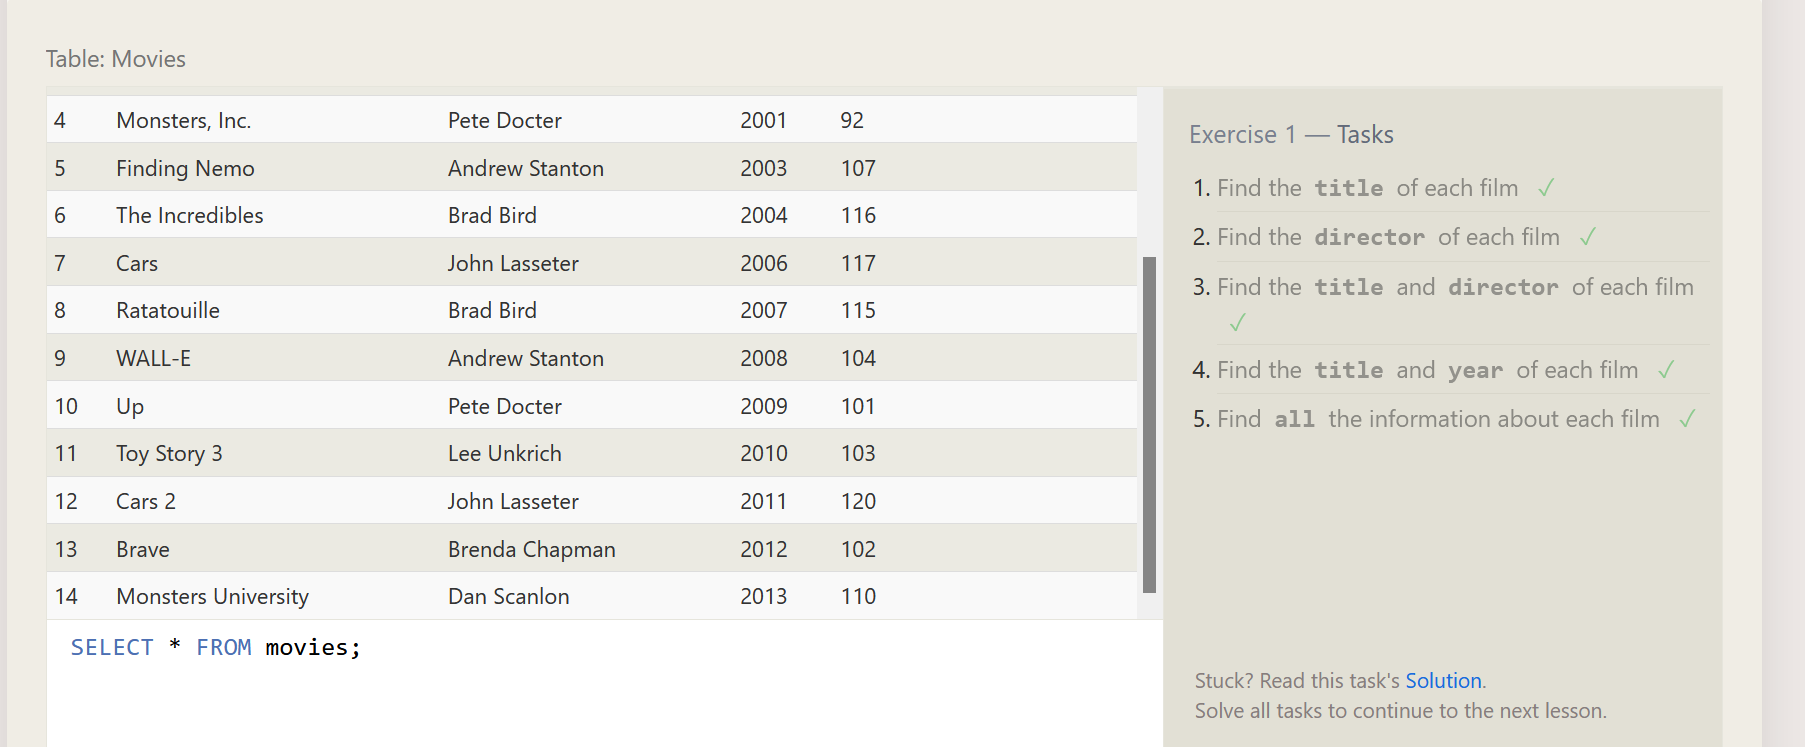 Table: Movies
4 Monsters, Inc. Pete Docter 2001 92
5 Finding Nemo Andrew Stanton 2003 107
6 The Incredibles Brad Bird 2004 116
7 Cars John Lasseter 2006 117
8 Ratatouille Brad Bird 2007 115
9 WALL-E Andrew Stanton 2008 104
10 Up Pete Docter 2009 101
11 Toy Story 3 Lee Unkrich 2010 103
12 Cars 2 John Lasseter 2011 120
13 Brave Brenda Chapman 2012 102
14 Monsters University Dan Scanlon 2013 110
SELECT * FROM movies;
Exercise 1 — Tasks
1. Find the title of each film ✓
2. Find the director of each film ✓
3. Find the title and director of each film
✓
4. Find the title and year of each film ✓
5. Find all the information about each film ✓
Stuck? Read this task's Solution.
Solve all tasks to continue to the next lesson.